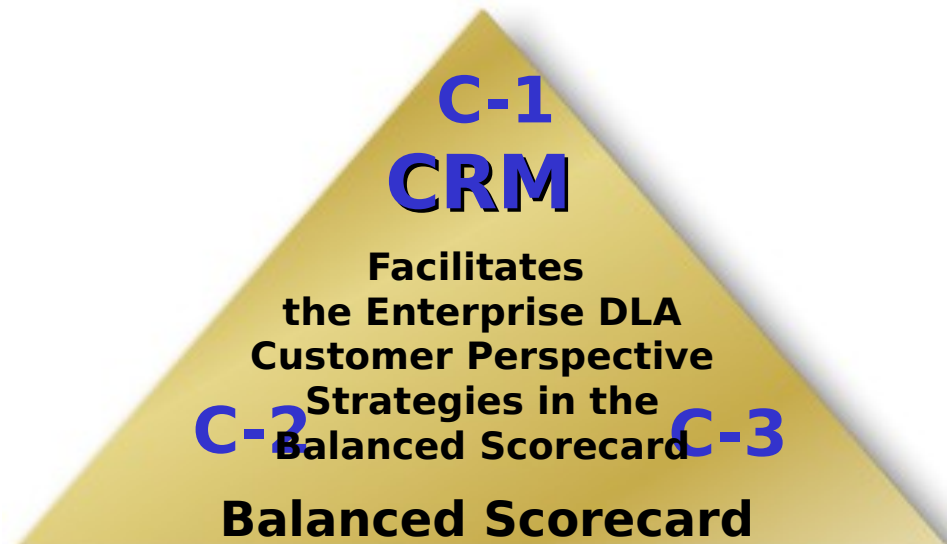 C-1
CRM
Facilitates
the Enterprise DLA
Customer Perspective
Strategies in the
C-2
Balanced Scorecard
C-3
Balanced Scorecard